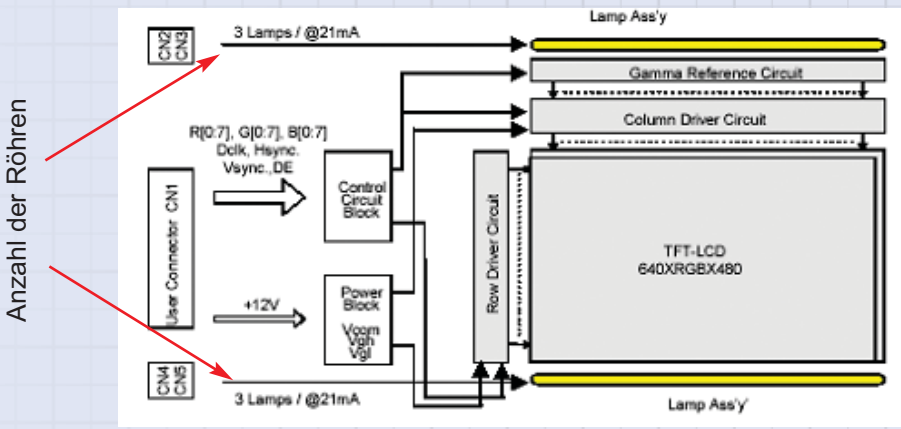 Anzahl der Röhren
CN2
CN3
3 Lamps / @21mA
Lamp Ass'y
Gamma Reference Circuit
Column Driver Circuit
R[0:7], G[0:7], B[0:7]
Dclk, Hsync.
Vsync.,DE
User Connector CN1
Control
Circuit
Block
Row Driver Circuit
TFT-LCD
640XRGBX480
+12V
Power
Block
Vcom
Vgh
Vgl
CN4
CN5
3 Lamps / @21mA
Lamp Ass'y'